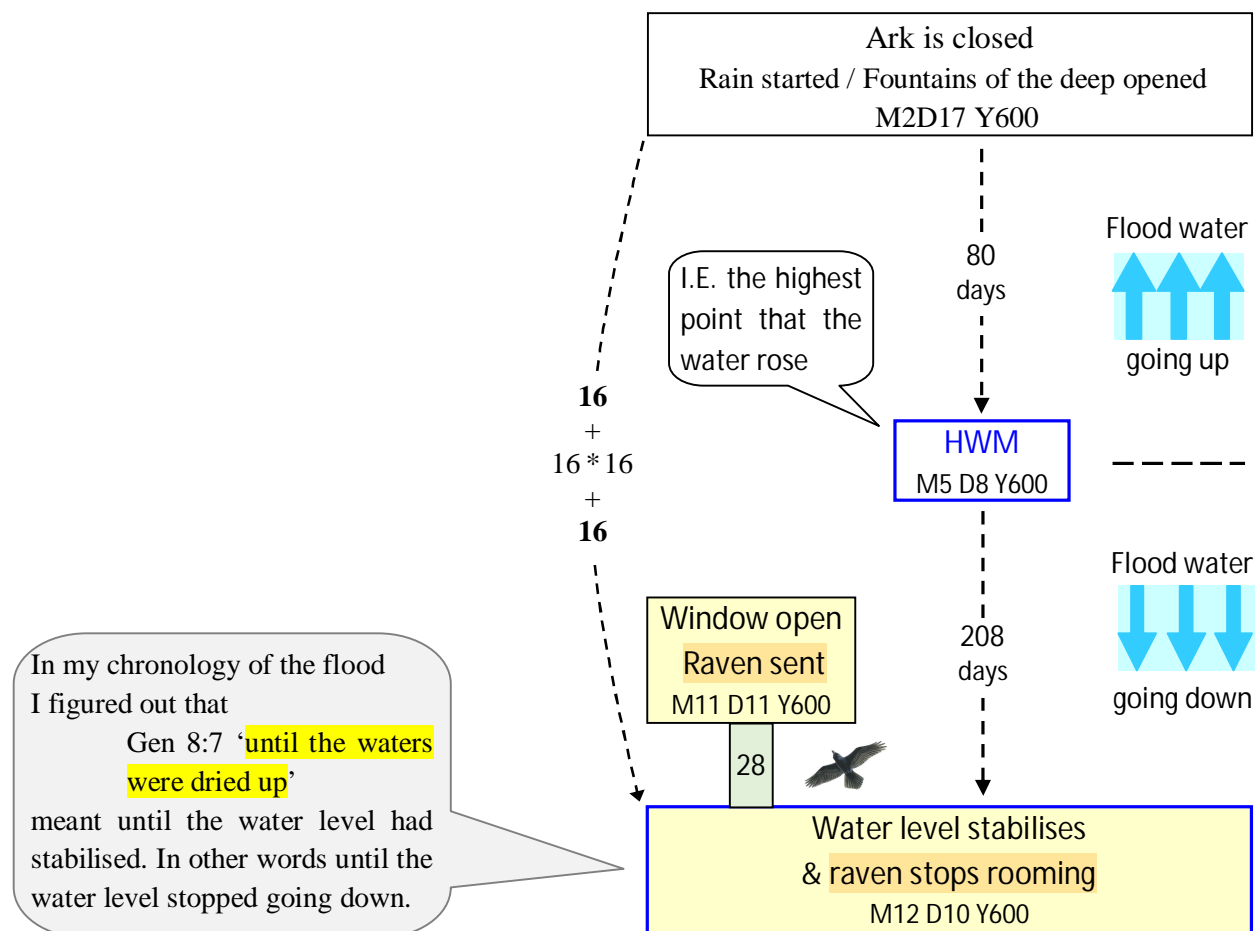 Ark is closed
Rain started / Fountains of the deep opened
M2D17 Y600
80
days
Flood water
going up
I.E. the highest
point that the
water rose
16
+
16 * 16
+
16
HWM
M5 D8 Y600
Flood water
going down
208
days
Window open
Raven sent
M11 D11 Y600
28
In my chronology of the flood
I figured out that
Gen 8:7 ‘until the waters
were dried up’
meant until the water level had
stabilised. In other words until the
water level stopped going down.
Water level stabilises
& raven stops rooming
M12 D10 Y600